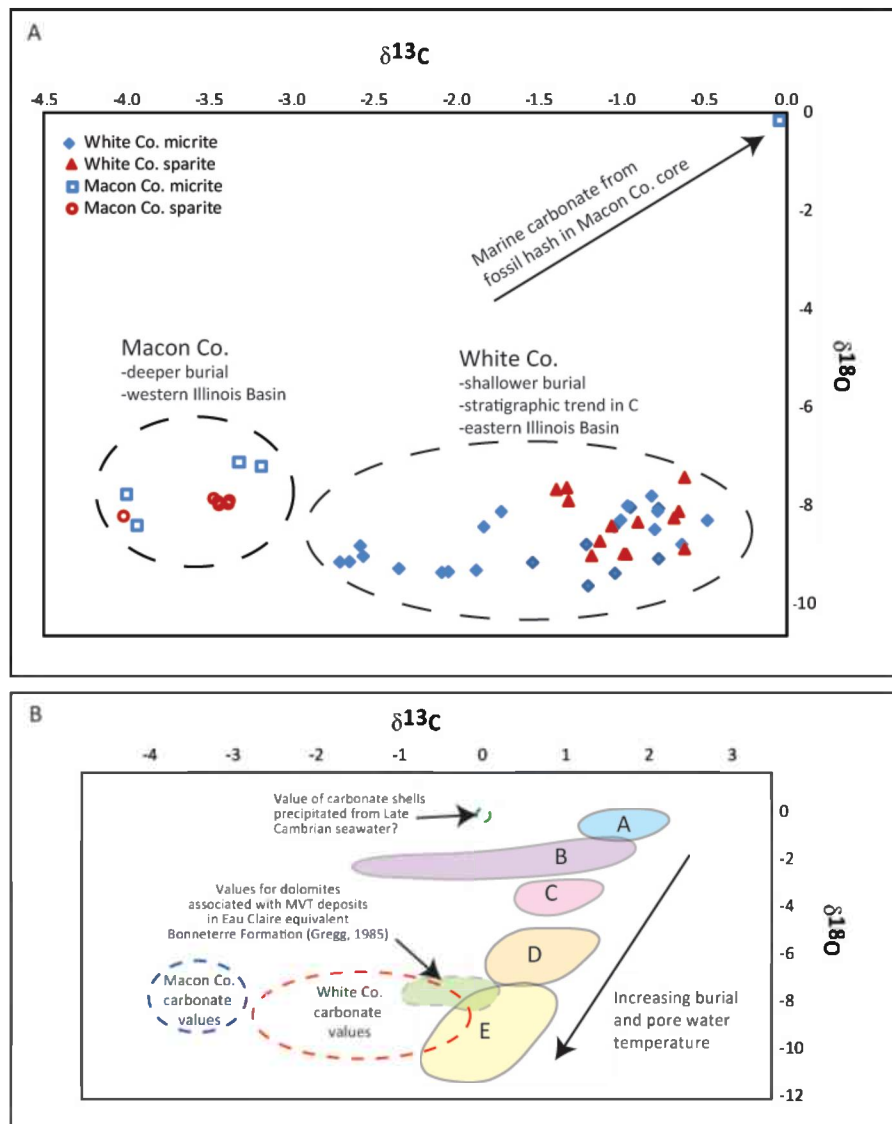 A
δ13C
-4.5 -4.0 -3.5 -3.0 -2.5 -2.0 -1.5 -1.0 -0.5 0.0
0
-2
-4
-6
-8
-10
δ18O
White Co. micrite
White Co. sparite
Macon Co. micrite
Macon Co. sparite
Marine carbonate from
fossil hash in Macon Co. core
Macon Co.
-deeper burial
-western Illinois Basin
White Co.
-shallower burial
-stratigraphic trend in C
-eastern Illinois Basin
B
δ13C
-4 -3 -2 -1 0 1 2 3
0
-2
-4
-6
-8
-10
-12
δ18O
Value of carbonate shells
precipitated from Late
Cambrian seawater?
A
B
C
D
E
Values for dolomites
associated with MVT deposits
in Eau Claire equivalent
Bonneterre Formation (Gregg, 1985)
Macon Co.
carbonate
values
White Co.
carbonate
values
Increasing burial
and pore water
temperature